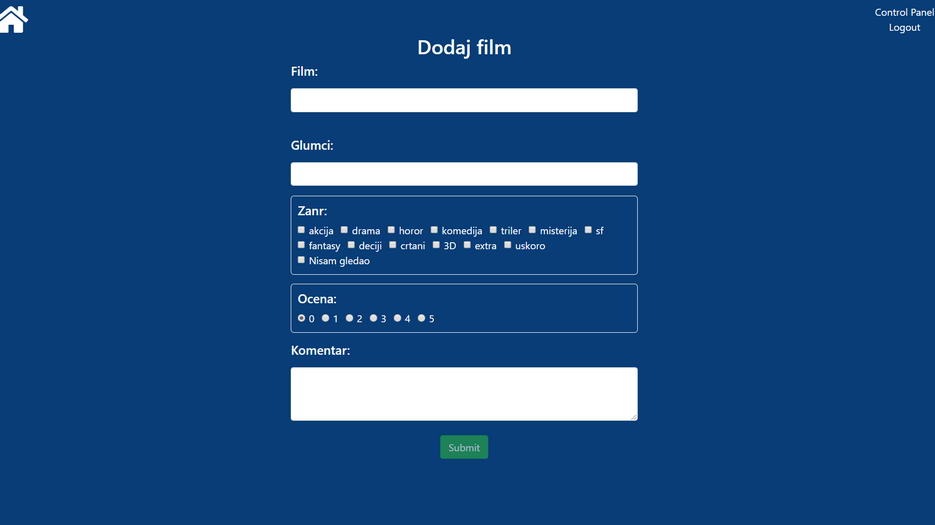 Control Panel
Logout
Dodaj film
Film:
Glumci:
Zanr:
akcija drama horor komedija triler misterija sf
fantasy deciji crtani 3D extra uskoro
Nisam gledao
Ocena:
0 1 2 3 4 5
Komentar:
Submit